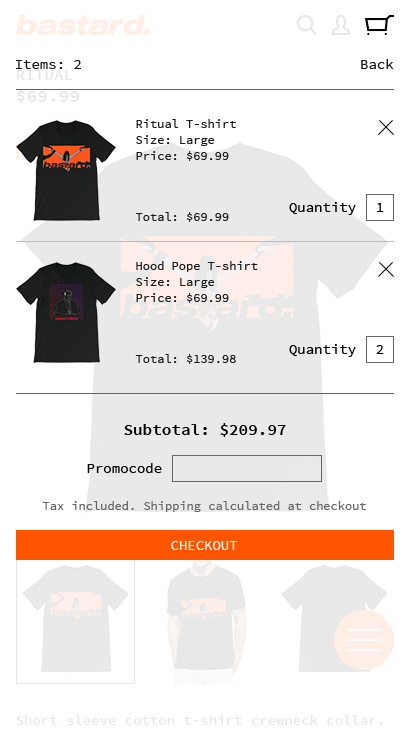 bastard.
Items: 2
Back
RITUAL
$69.99
Ritual T-shirt
Size: Large
Price: $69.99
Total: $69.99
Quantity 1
Hood Pope T-shirt
Size: Large
Price: $69.99
Total: $139.98
Quantity 2
Subtotal: $209.97
Promocode
Tax included. Shipping calculated at checkout
CHECKOUT
Short sleeve cotton t-shirt crewneck collar.